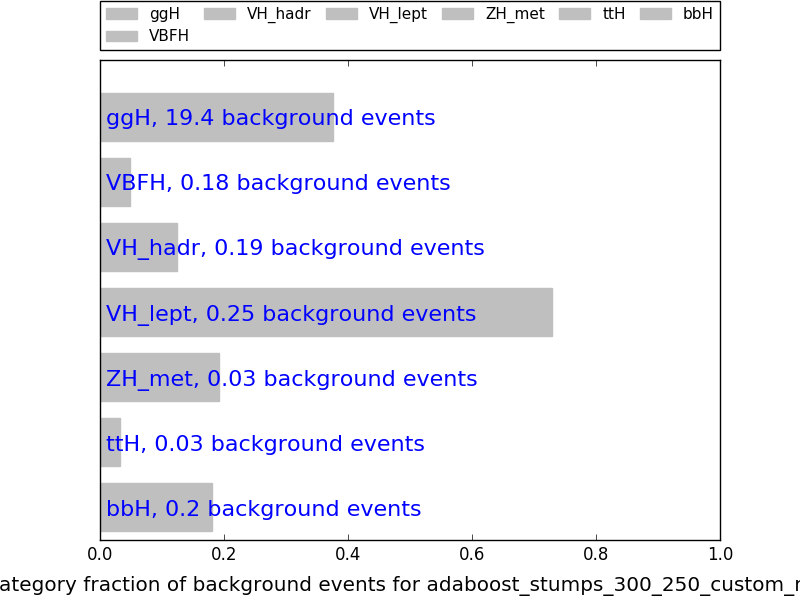 ggH VH_hadr VH_lept ZH_met ttH bbH
VBFH
ggH, 19.4 background events
VBFH, 0.18 background events
VH_hadr, 0.19 background events
VH_lept, 0.25 background events
ZH_met, 0.03 background events
ttH, 0.03 background events
bbH, 0.2 background events
0.0 0.2 0.4 0.6 0.8 1.0
ategory fraction of background events for adaboost_stumps_300_250_custom_